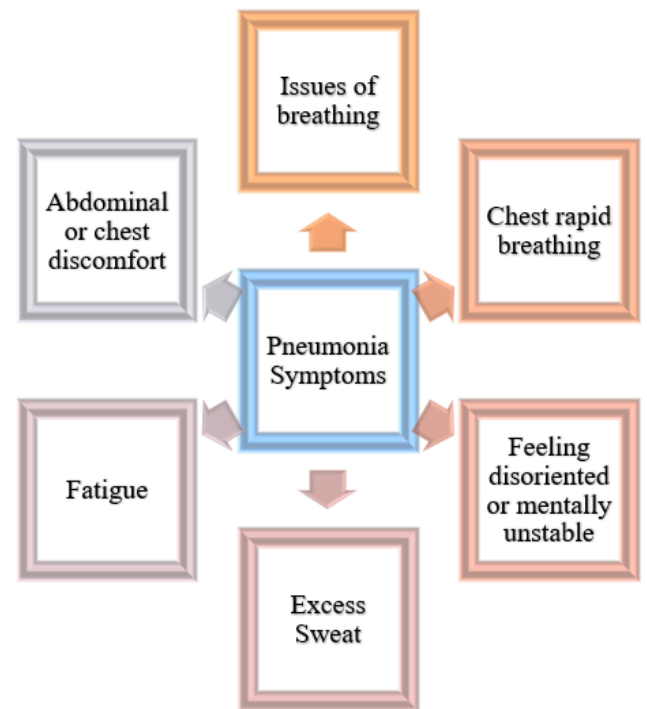 Issues of
breathing
Abdominal
or chest
discomfort
Chest rapid
breathing
Pneumonia
Symptoms
Fatigue
Feeling
disoriented
or mentally
unstable
Excess
Sweat